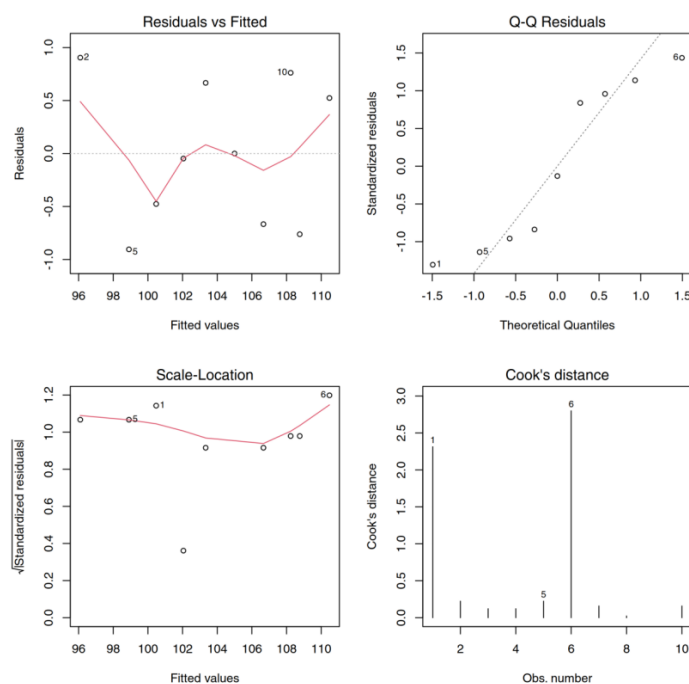 Residuals vs Fitted
Residuals
1.0
0.5
0.0
-0.5
-1.0
2
10
5
96 98 100 102 104 106 108 110
Fitted values
Q-Q Residuals
Standardized residuals
1.5
1.0
0.5
0.0
-0.5
-1.0
6
5
1
-1.5 -1.0 -0.5 0.0 0.5 1.0 1.5
Theoretical Quantiles
Scale-Location
√|Standardized residuals|
1.2
1.0
0.8
0.6
0.4
0.2
0.0
6
1
5
96 98 100 102 104 106 108 110
Fitted values
Cook's distance
Cook's distance
3.0
2.5
2.0
1.5
1.0
0.5
0.0
6
1
5
2 4 6 8 10
Obs. number